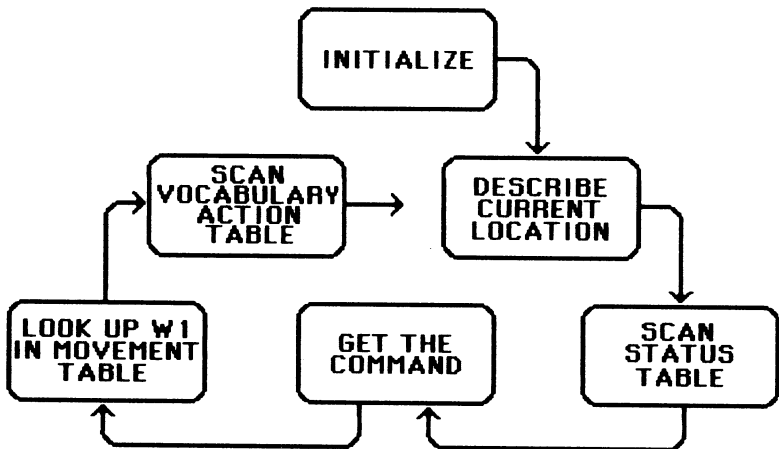 INITIALIZE
SCAN
VOCABULARY
ACTION
TABLE
DESCRIBE
CURRENT
LOCATION
LOOK UP W1
IN MOVEMENT
TABLE
GET THE
COMMAND
SCAN
STATUS
TABLE